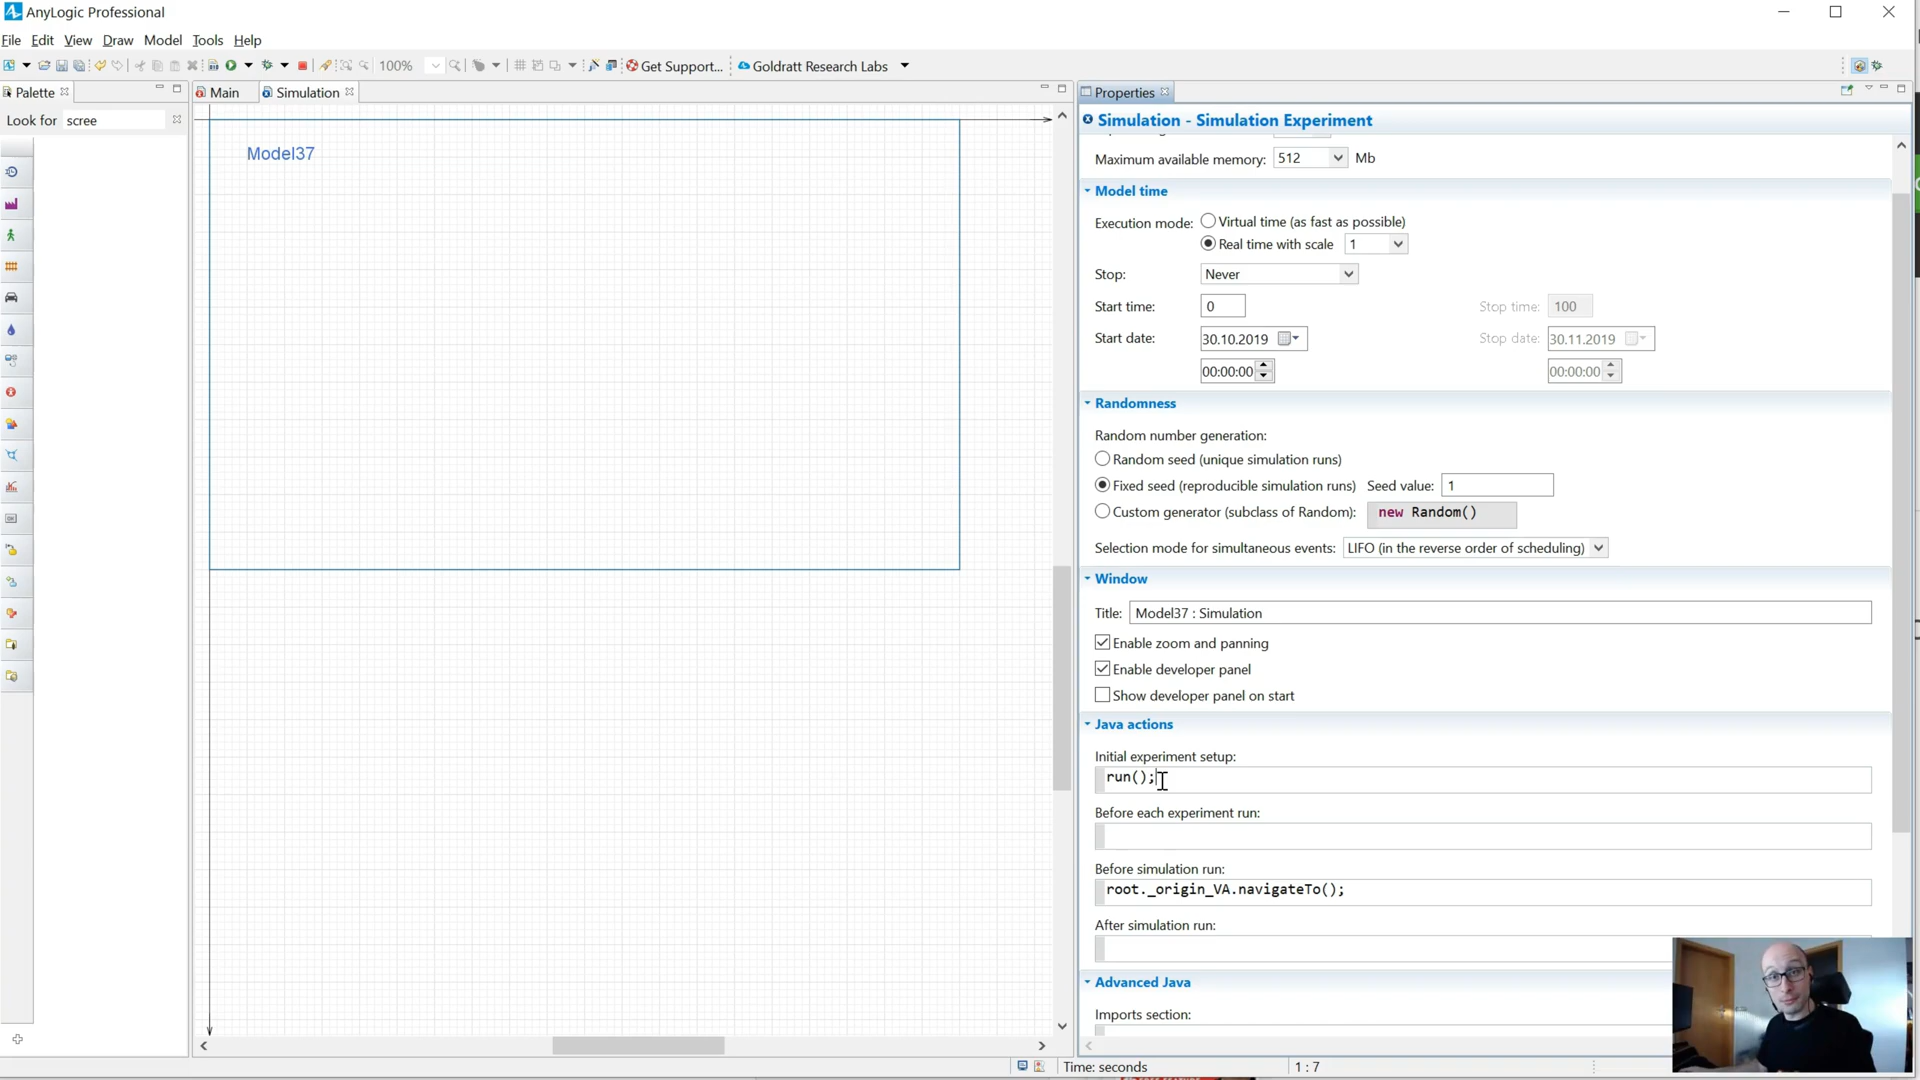 AnyLogic Professional
File Edit View Draw Model Tools Help
100% Get Support... Goldratt Research Labs
Palette Main Simulation Properties
Look for scree
Model37
Simulation - Simulation Experiment
Maximum available memory: 512 Mb
Model time
Execution mode: Virtual time (as fast as possible)
Real time with scale 1
Stop: Never
Start time: 0 Stop time: 100
Start date: 30.10.2019 Stop date: 30.11.2019
00:00:00 00:00:00
Randomness
Random number generation:
Random seed (unique simulation runs)
Fixed seed (reproducible simulation runs) Seed value: 1
Custom generator (subclass of Random): new Random()
Selection mode for simultaneous events: LIFO (in the reverse order of scheduling)
Window
Title: Model37 : Simulation
Enable zoom and panning
Enable developer panel
Show developer panel on start
Java actions
Initial experiment setup:
run();
Before each experiment run:
Before simulation run:
root._origin_VA.navigateTo();
After simulation run:
Advanced Java
Imports section:
Time: seconds 1 : 7